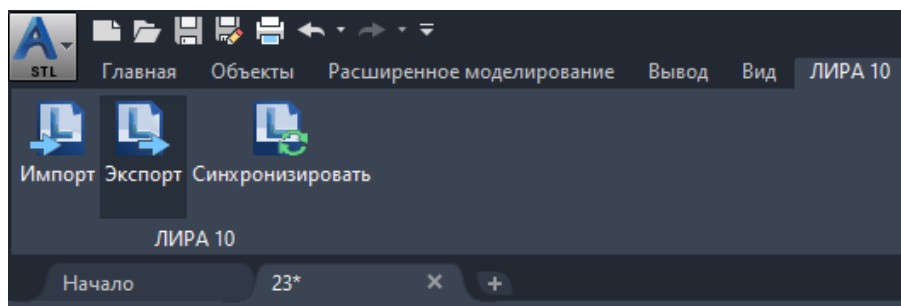 A
STL
Главная Объекты Расширенное моделирование Вывод Вид ЛИРА 10
Импорт Экспорт Синхронизировать
ЛИРА 10
Начало 23*